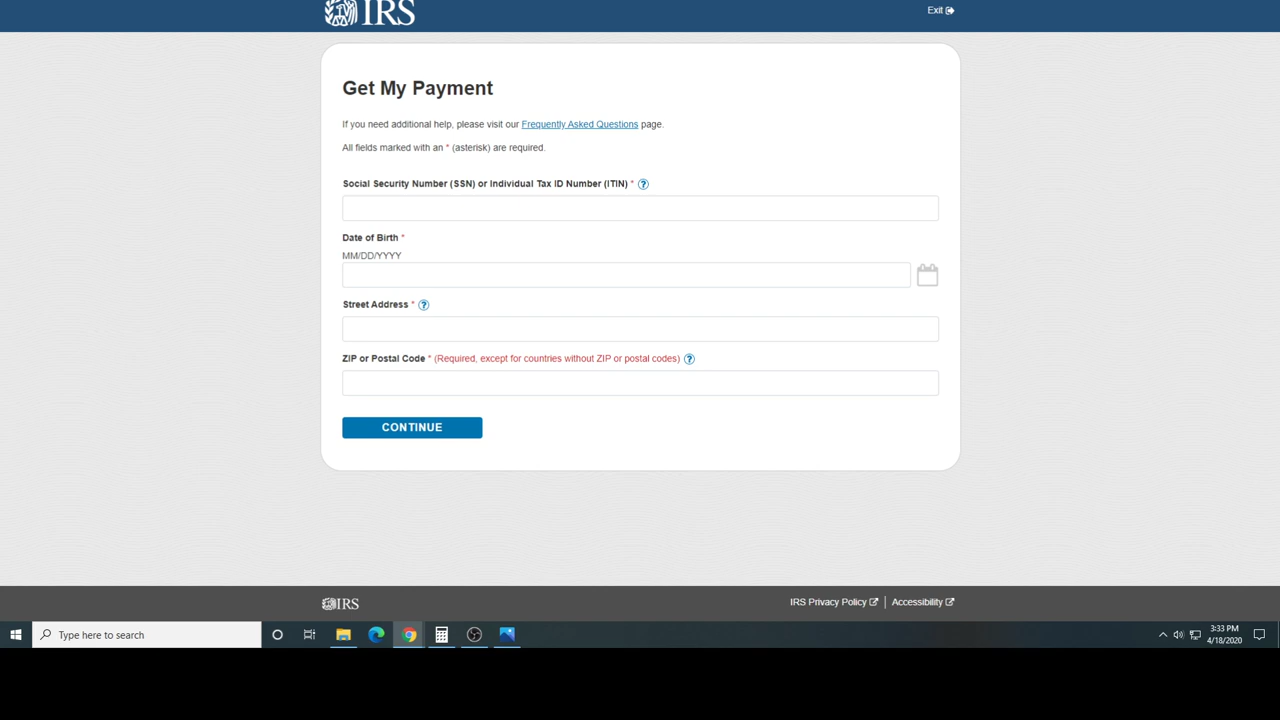 IRS
Exit
Get My Payment
If you need additional help, please visit our Frequently Asked Questions page.
All fields marked with an * (asterisk) are required.
Social Security Number (SSN) or Individual Tax ID Number (ITIN) * ?
Date of Birth *
MM/DD/YYYY
Street Address * ?
ZIP or Postal Code * (Required, except for countries without ZIP or postal codes) ?
CONTINUE
IRS
IRS Privacy Policy | Accessibility
Type here to search
3:33 PM
4/18/2020